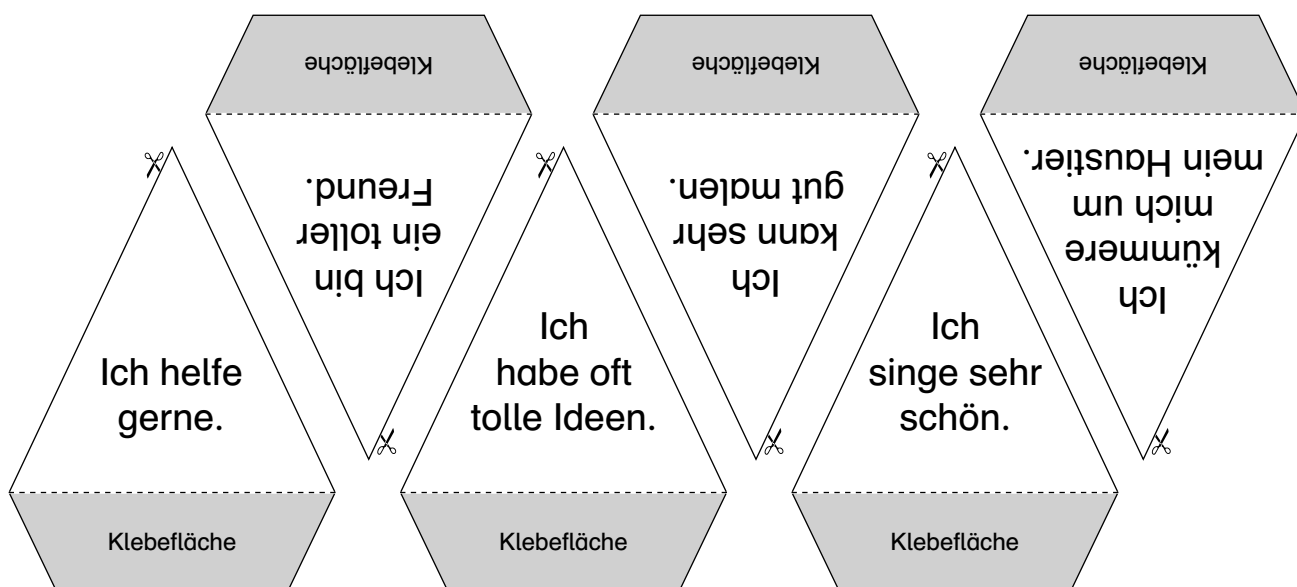 Klebefläche
Ich bin
ein toller
Freund.
Klebefläche
Ich
kann sehr
gut malen.
Klebefläche
Ich
kümmere
mich um
mein Haustier.
Ich helfe
gerne.
Klebefläche
Ich
habe oft
tolle Ideen.
Klebefläche
Ich
singe sehr
schön.
Klebefläche